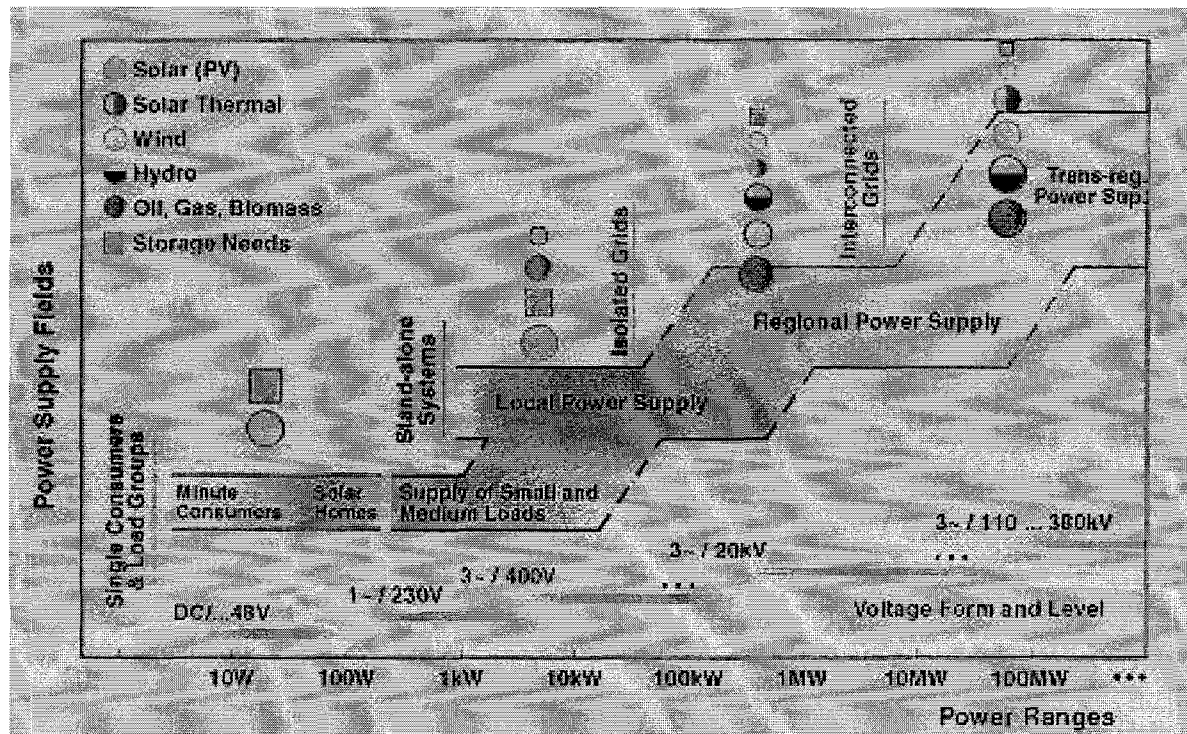 Solar (PV)
Solar Thermal
Wind
Hydro
Oil, Gas, Biomass
Storage Needs
Power Supply Fields
Single Consumers
& Load Groups
Stand-alone
Systems
Isolated Grids
Interconnected
Grids
Trans-reg.
Power Sup.
Regional Power Supply
Local Power Supply
Minute
Consumers
Solar
Homes
Supply of Small and
Medium Loads
DC/...48V
1~ / 230V
3~ / 400V
3~ / 20kV
...
3~ / 110 ... 380kV
...
Voltage Form and Level
10W 100W 1kW 10kW 100kW 1MW 10MW 100MW ...
Power Ranges